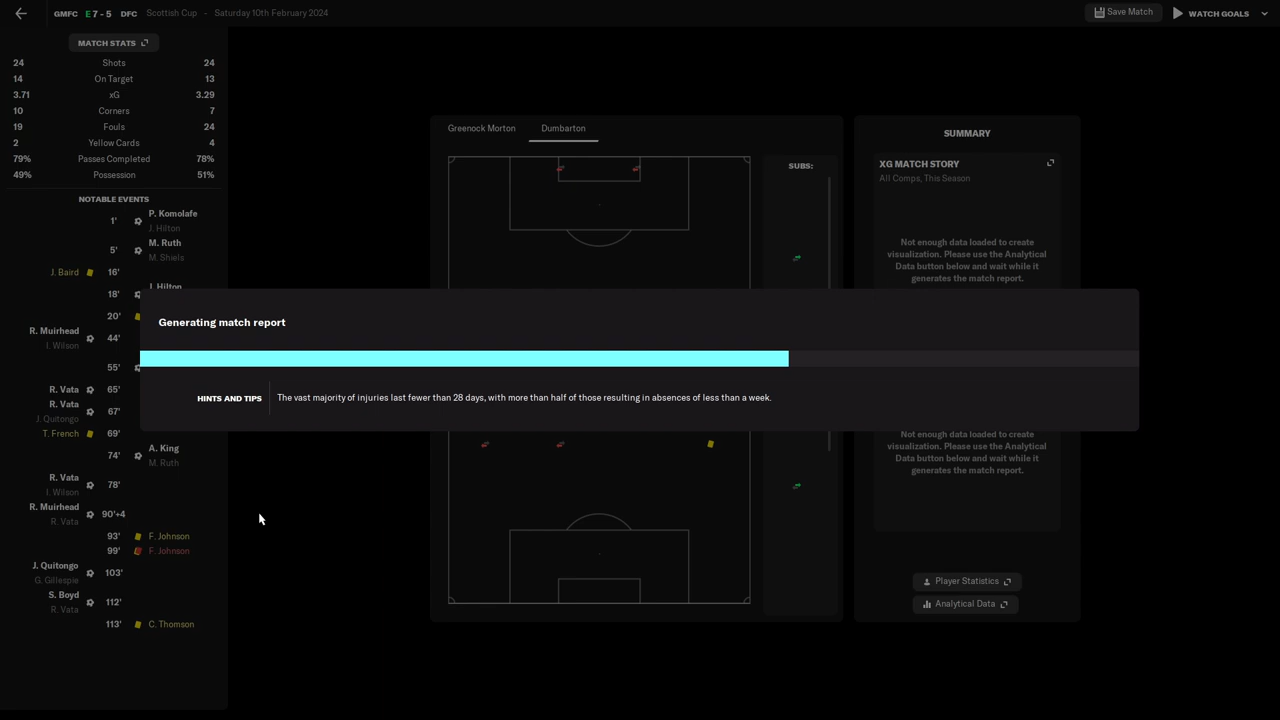 GMFC E 7 - 5 DFC Scottish Cup - Saturday 10th February 2024
Save Match
WATCH GOALS
MATCH STATS
24 Shots 24
14 On Target 13
3.71 xG 3.29
10 Corners 7
19 Fouls 24
2 Yellow Cards 4
79% Passes Completed 78%
49% Possession 51%
NOTABLE EVENTS
1' P. Komolafe
J. Hilton
5' M. Ruth
M. Shiels
J. Baird 16'
18' J. Hilton
20'
R. Muirhead 44'
I. Wilson
55'
R. Vata 65'
R. Vata 67'
J. Quitongo
T. French 69'
74' A. King
M. Ruth
R. Vata 78'
I. Wilson
R. Muirhead 90'+4
R. Vata
93' F. Johnson
99' F. Johnson
J. Quitongo 103'
G. Gillespie
S. Boyd 112'
R. Vata
113' C. Thomson
Greenock Morton Dumbarton
SUBS:
SUMMARY
XG MATCH STORY
All Comps, This Season
Not enough data loaded to create
visualization. Please use the Analytical
Data button below and wait while it
generates the match report.
Generating match report
HINTS AND TIPS The vast majority of injuries last fewer than 28 days, with more than half of those resulting in absences of less than a week.
Not enough data loaded to create
visualization. Please use the Analytical
Data button below and wait while it
generates the match report.
Player Statistics
Analytical Data